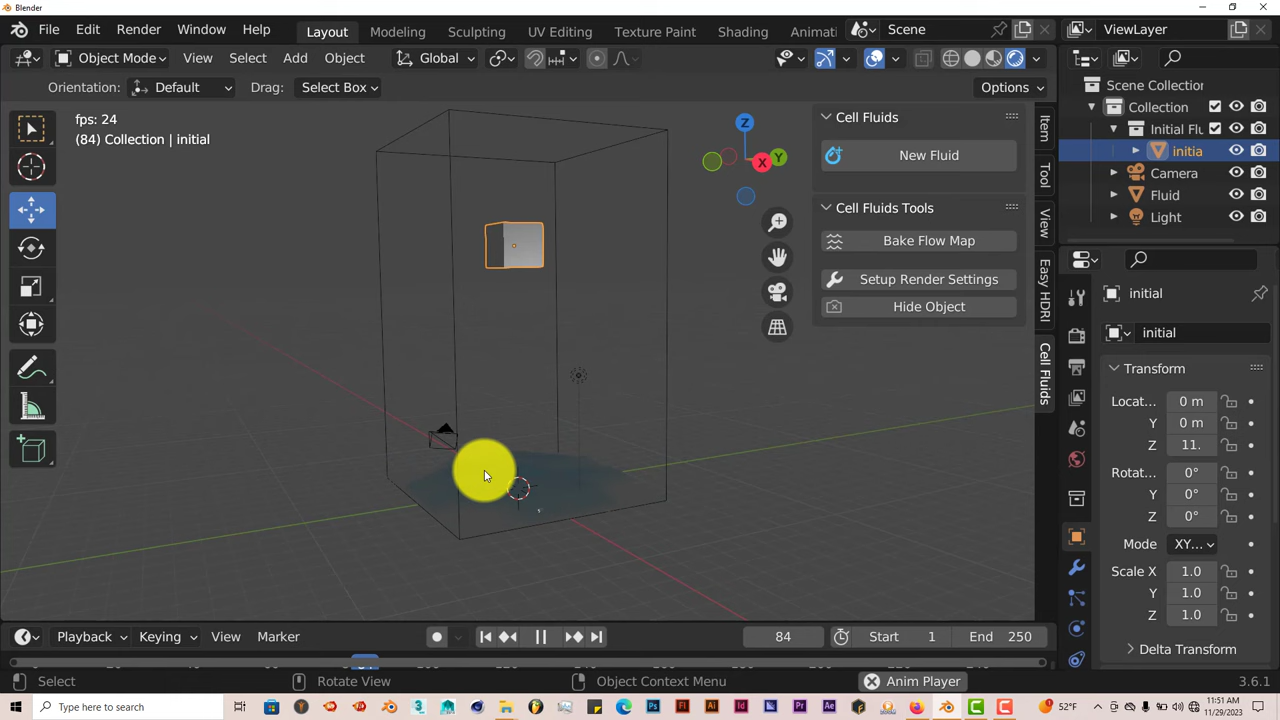 Blender
File Edit Render Window Help Layout Modeling Sculpting UV Editing Texture Paint Shading Animati Scene ViewLayer
Object Mode View Select Add Object Global
Orientation: Default Drag: Select Box Options
Scene Collection
Collection
Initial Flu
initia
Camera
Fluid
Light
fps: 24
(84) Collection | initial
Z
X
Y
Cell Fluids
New Fluid
Cell Fluids Tools
Bake Flow Map
Setup Render Settings
Hide Object
Item
Tool
View
Easy HDRI
Cell Fluids
initial
initial
Transform
Locat... 0 m
Y 0 m
Z 11.
Rotat... 0°
Y 0°
Z 0°
Mode XY...
Scale X 1.0
Y 1.0
Z 1.0
Delta Transform
Playback Keying View Marker 84 Start 1 End 250
Select Rotate View Object Context Menu Anim Player 3.6.1
Type here to search 52°F 11:51 AM
11/29/2023